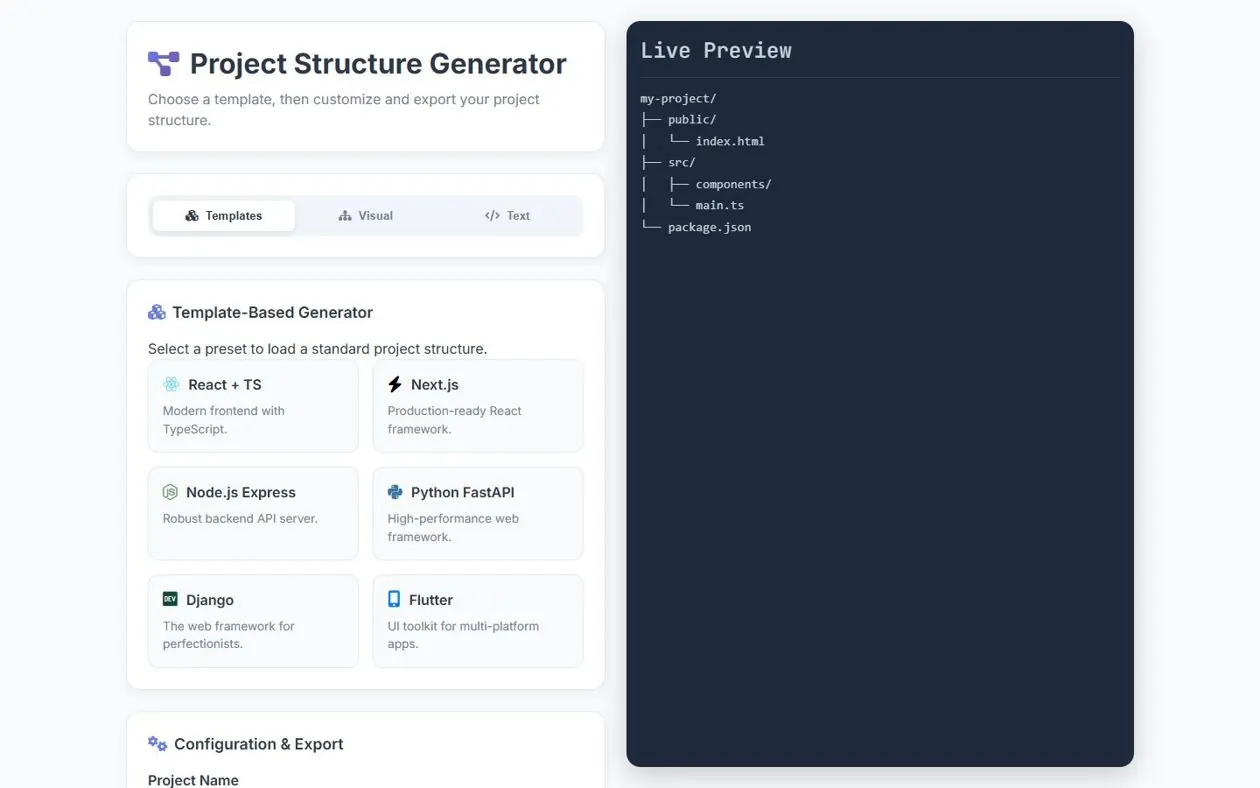 Project Structure Generator
Choose a template, then customize and export your project
structure.
Templates
Visual
</> Text
Template-Based Generator
Select a preset to load a standard project structure.
React + TS
Modern frontend with
TypeScript.
Next.js
Production-ready React
framework.
JS
Node.js Express
Robust backend API server.
Python FastAPI
High-performance web
framework.
DEV
Django
The web framework for
perfectionists.
Flutter
UI toolkit for multi-platform
apps.
Configuration & Export
Project Name
Live Preview
my-project/
├── public/
│   └── index.html
├── src/
│   ├── components/
│   └── main.ts
└── package.json